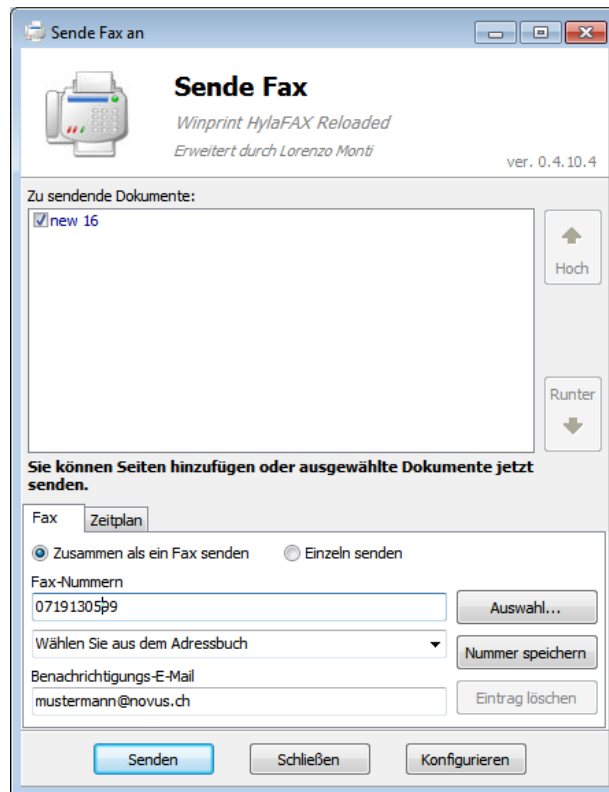 Sende Fax an
Sende Fax
Winprint HylaFAX Reloaded
Erweitert durch Lorenzo Monti
ver. 0.4.10.4
Zu sendende Dokumente:
new 16
Hoch
Runter
Sie können Seiten hinzufügen oder ausgewählte Dokumente jetzt
senden.
Fax
Zeitplan
Zusammen als ein Fax senden
Einzeln senden
Fax-Nummern
0719130599
Auswahl...
Wählen Sie aus dem Adressbuch
Nummer speichern
Benachrichtigungs-E-Mail
mustermann@novus.ch
Eintrag löschen
Senden
Schließen
Konfigurieren